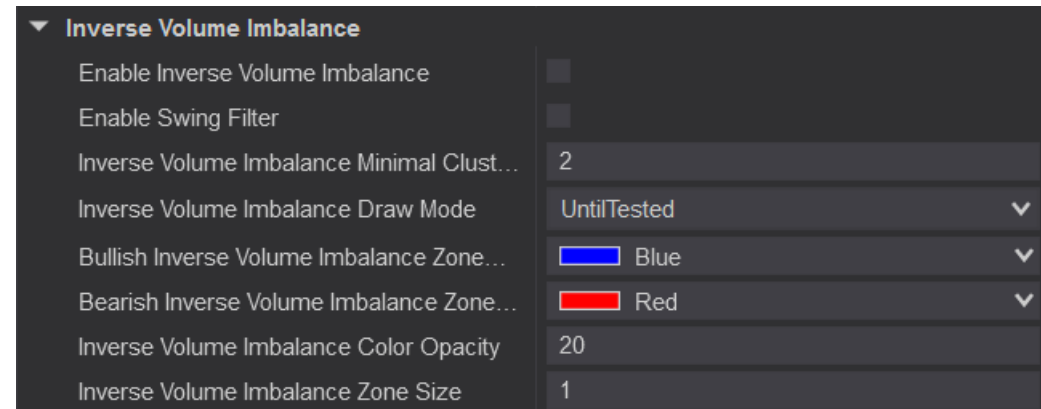 Inverse Volume Imbalance
Enable Inverse Volume Imbalance
Enable Swing Filter
Inverse Volume Imbalance Minimal Clust... 2
Inverse Volume Imbalance Draw Mode UntilTested
Bullish Inverse Volume Imbalance Zone... Blue
Bearish Inverse Volume Imbalance Zone... Red
Inverse Volume Imbalance Color Opacity 20
Inverse Volume Imbalance Zone Size 1